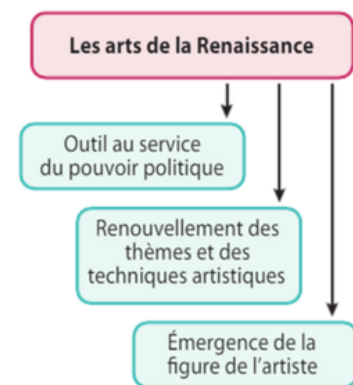 Les arts de la Renaissance
Outil au service
du pouvoir politique
Renouvellement des
thèmes et des
techniques artistiques
Émergence de la
figure de l'artiste